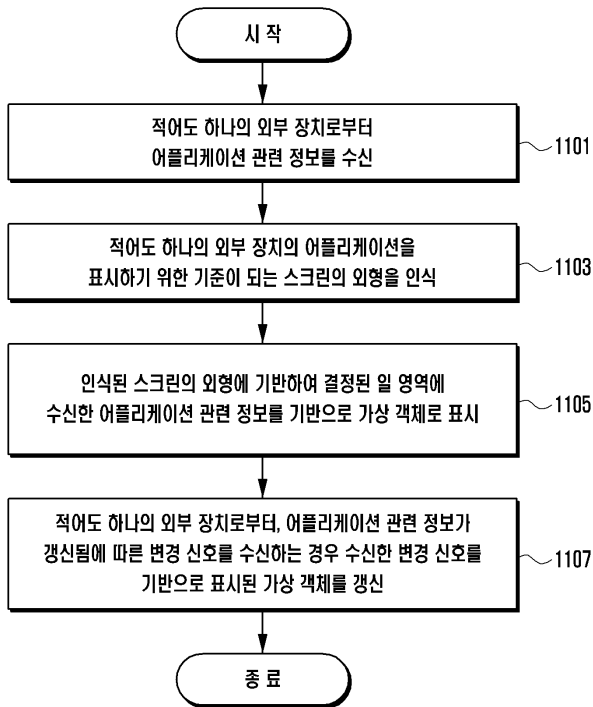 시 작
적어도 하나의 외부 장치로부터
어플리케이션 관련 정보를 수신
1101
적어도 하나의 외부 장치의 어플리케이션을
표시하기 위한 기준이 되는 스크린의 외형을 인식
1103
인식된 스크린의 외형에 기반하여 결정된 일 영역에
수신한 어플리케이션 관련 정보를 기반으로 가상 객체로 표시
1105
적어도 하나의 외부 장치로부터, 어플리케이션 관련 정보가
갱신됨에 따른 변경 신호를 수신하는 경우 수신한 변경 신호를
기반으로 표시된 가상 객체를 갱신
1107
종 료